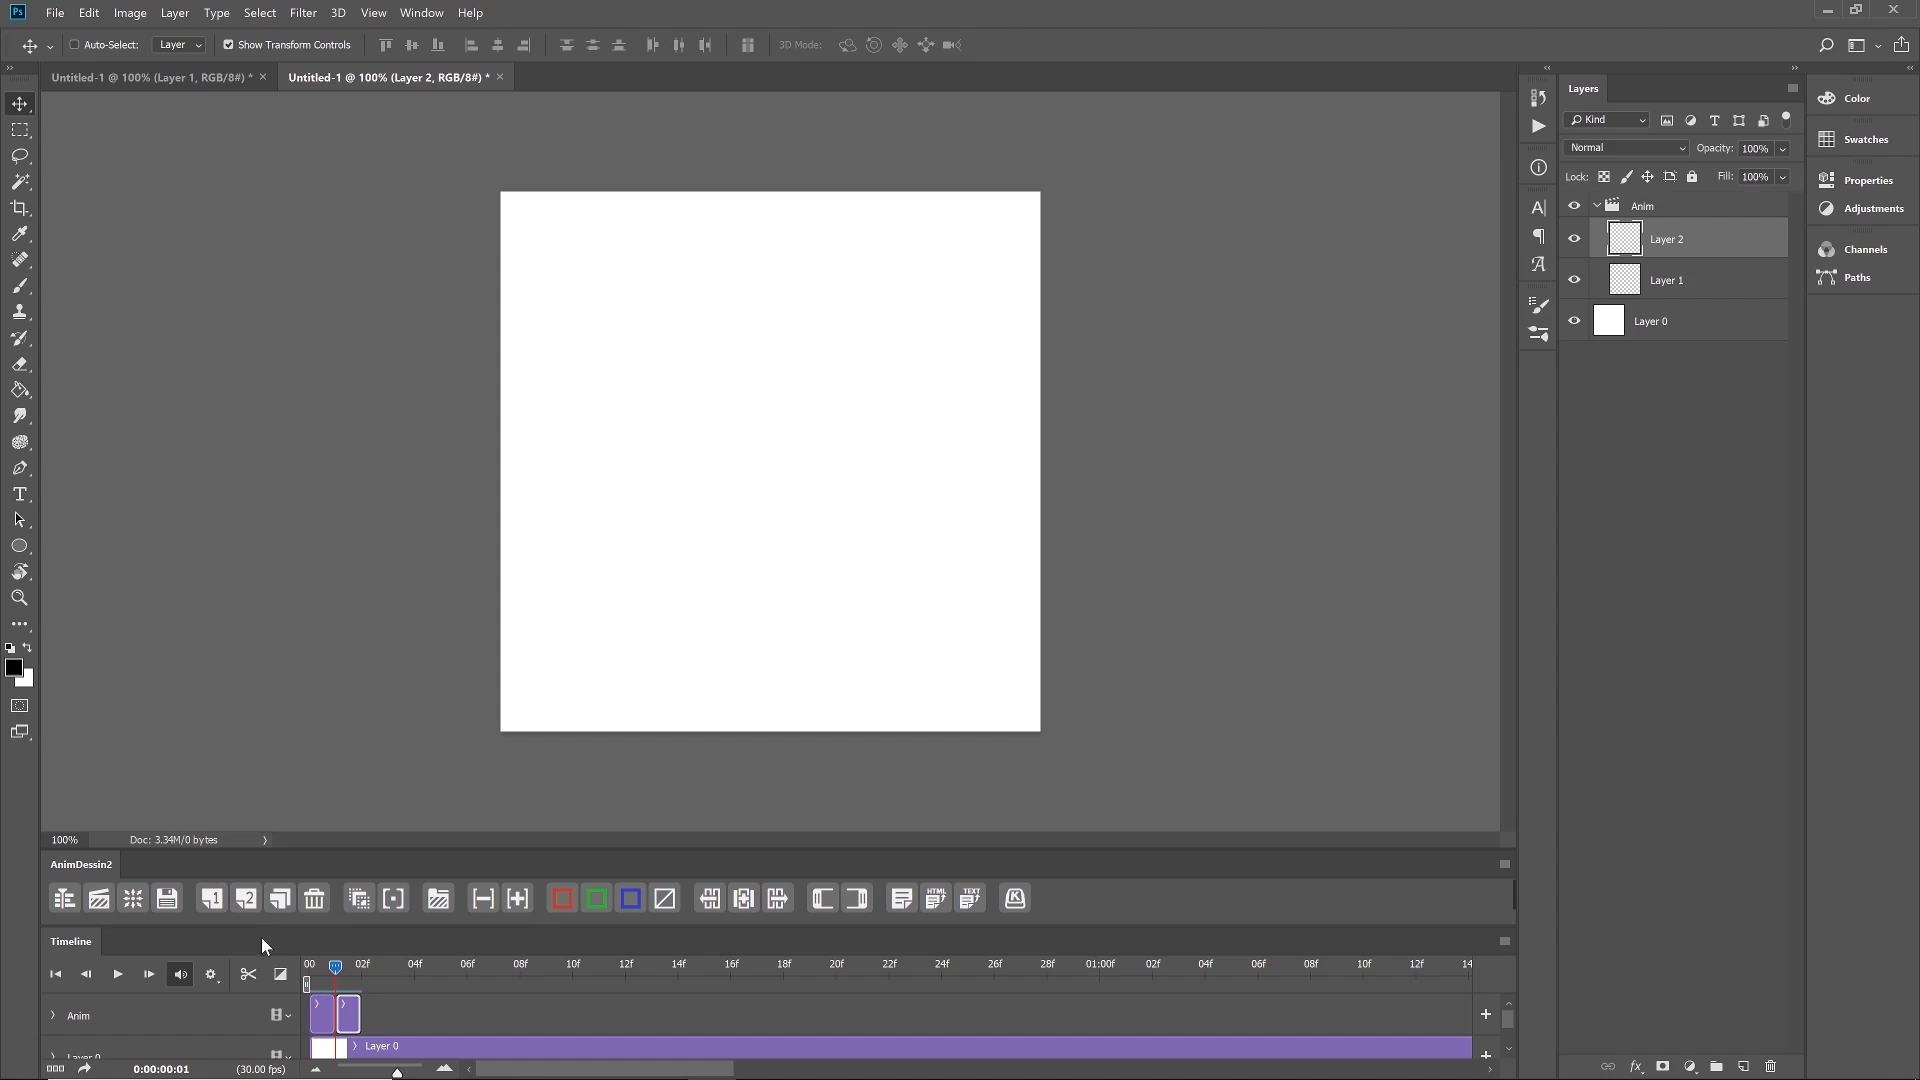 Ps File Edit Image Layer Type Select Filter 3D View Window Help
Auto-Select: Layer Show Transform Controls 3D Mode:
Untitled-1 @ 100% (Layer 1, RGB/8#) * × Untitled-1 @ 100% (Layer 2, RGB/8#) * ×
Layers
Kind
Normal Opacity: 100%
Lock: Fill: 100%
Anim
Layer 2
Layer 1
Layer 0
Color
Swatches
Properties
Adjustments
Channels
Paths
100% Doc: 3.34M/0 bytes
AnimDessin2
1 2 HTML TEXT K
Timeline
00 02f 04f 06f 08f 10f 12f 14f 16f 18f 20f 22f 24f 26f 28f 01:00f 02f 04f 06f 08f 10f 12f 14
Anim
Layer 0 Layer 0
0:00:00:01 (30.00 fps)